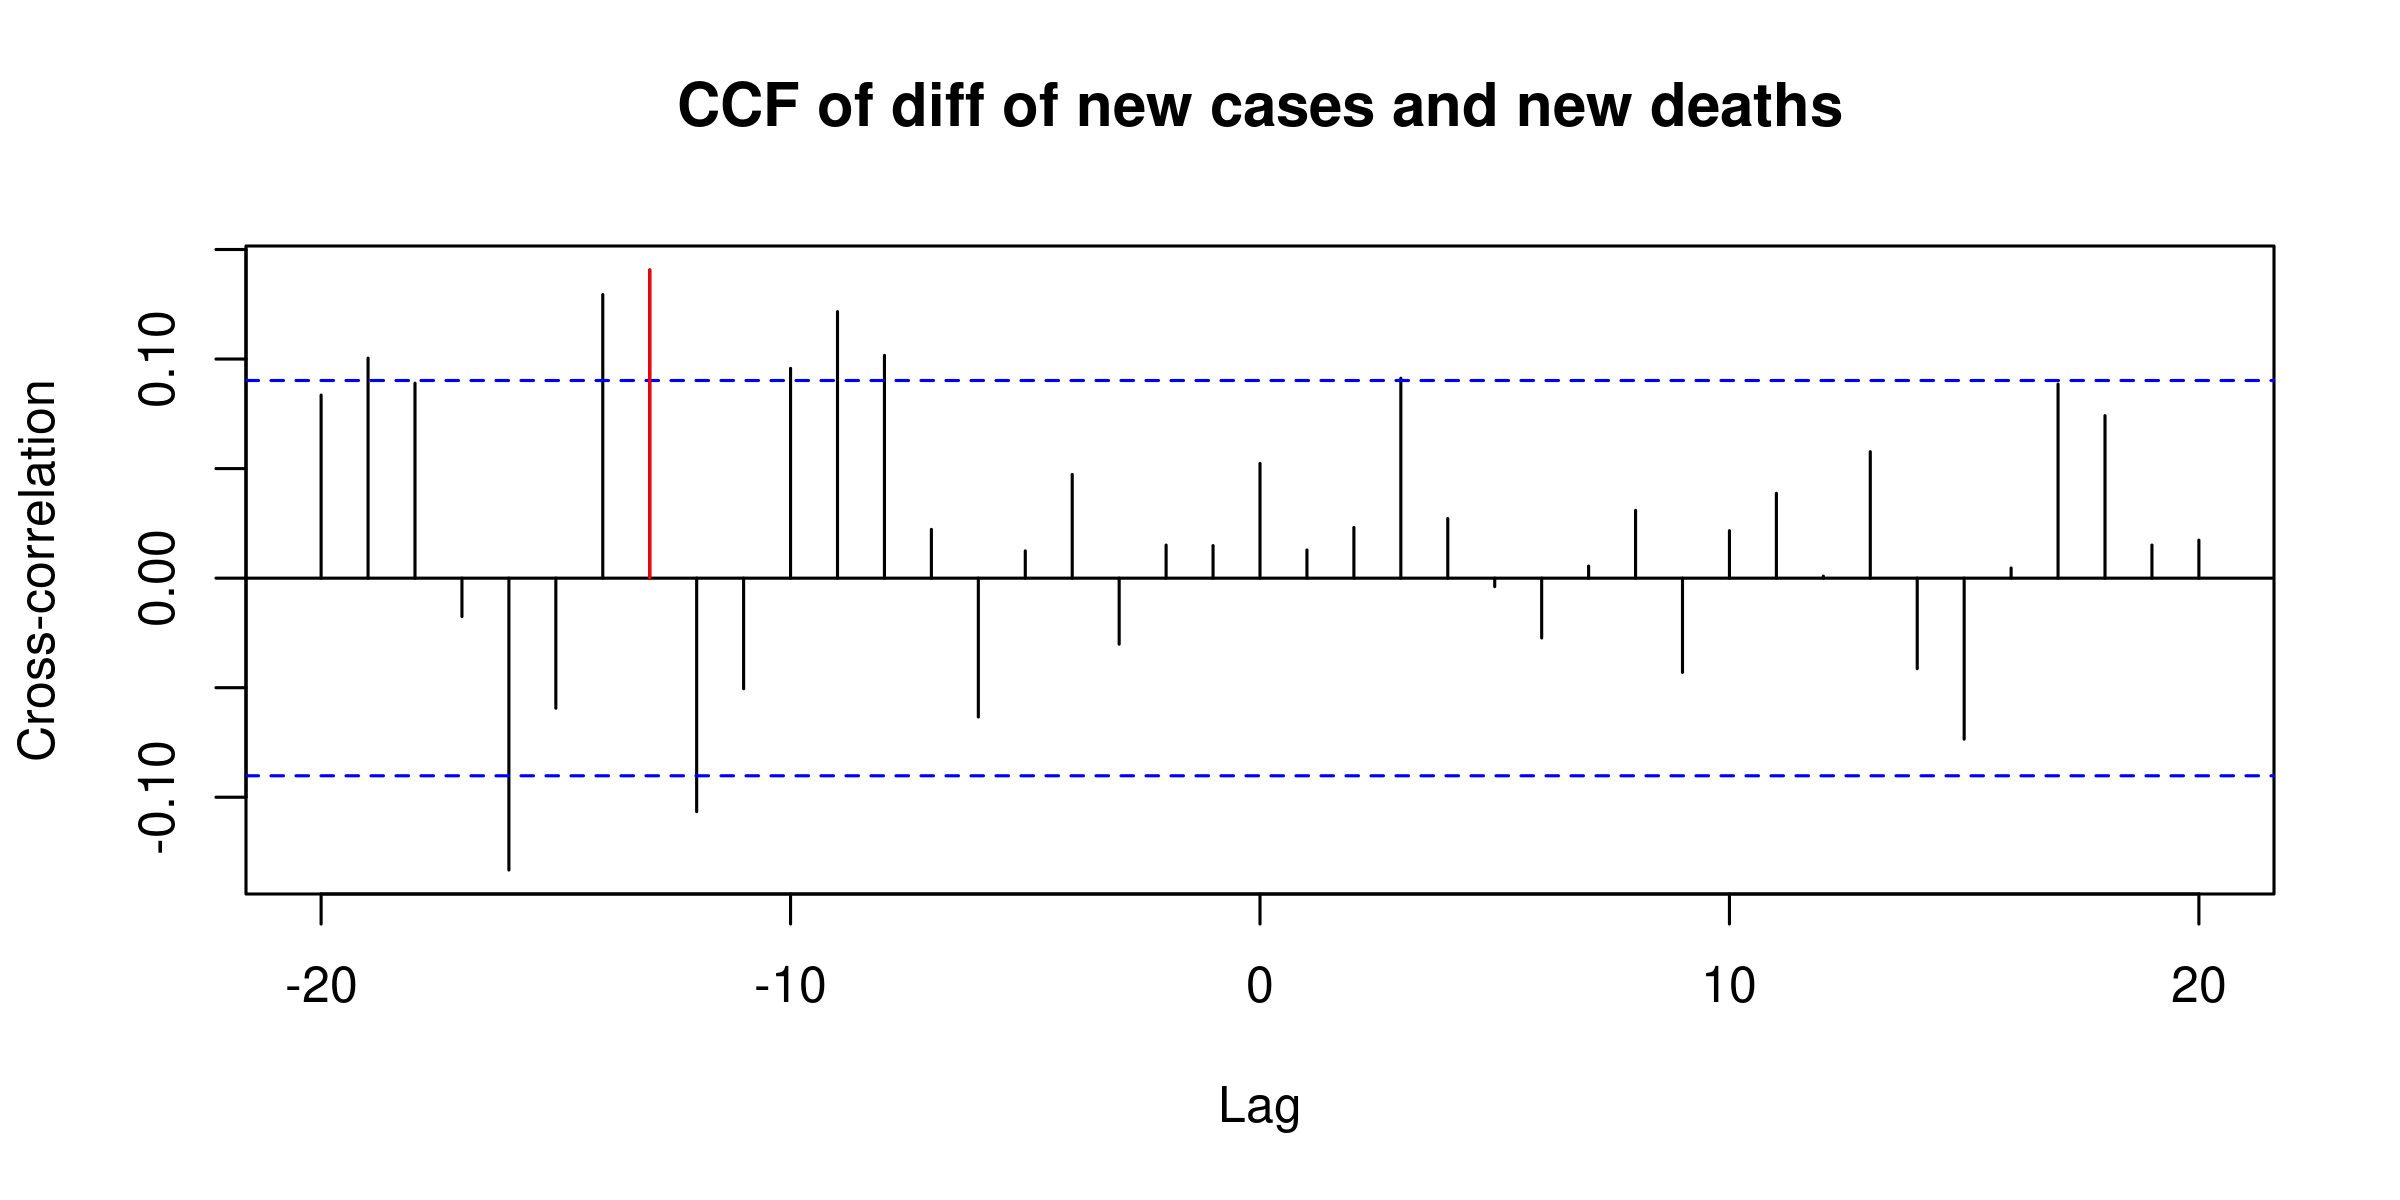 CCF of diff of new cases and new deaths
Cross-correlation
0.10
0.00
-0.10
-20
-10
0
10
20
Lag